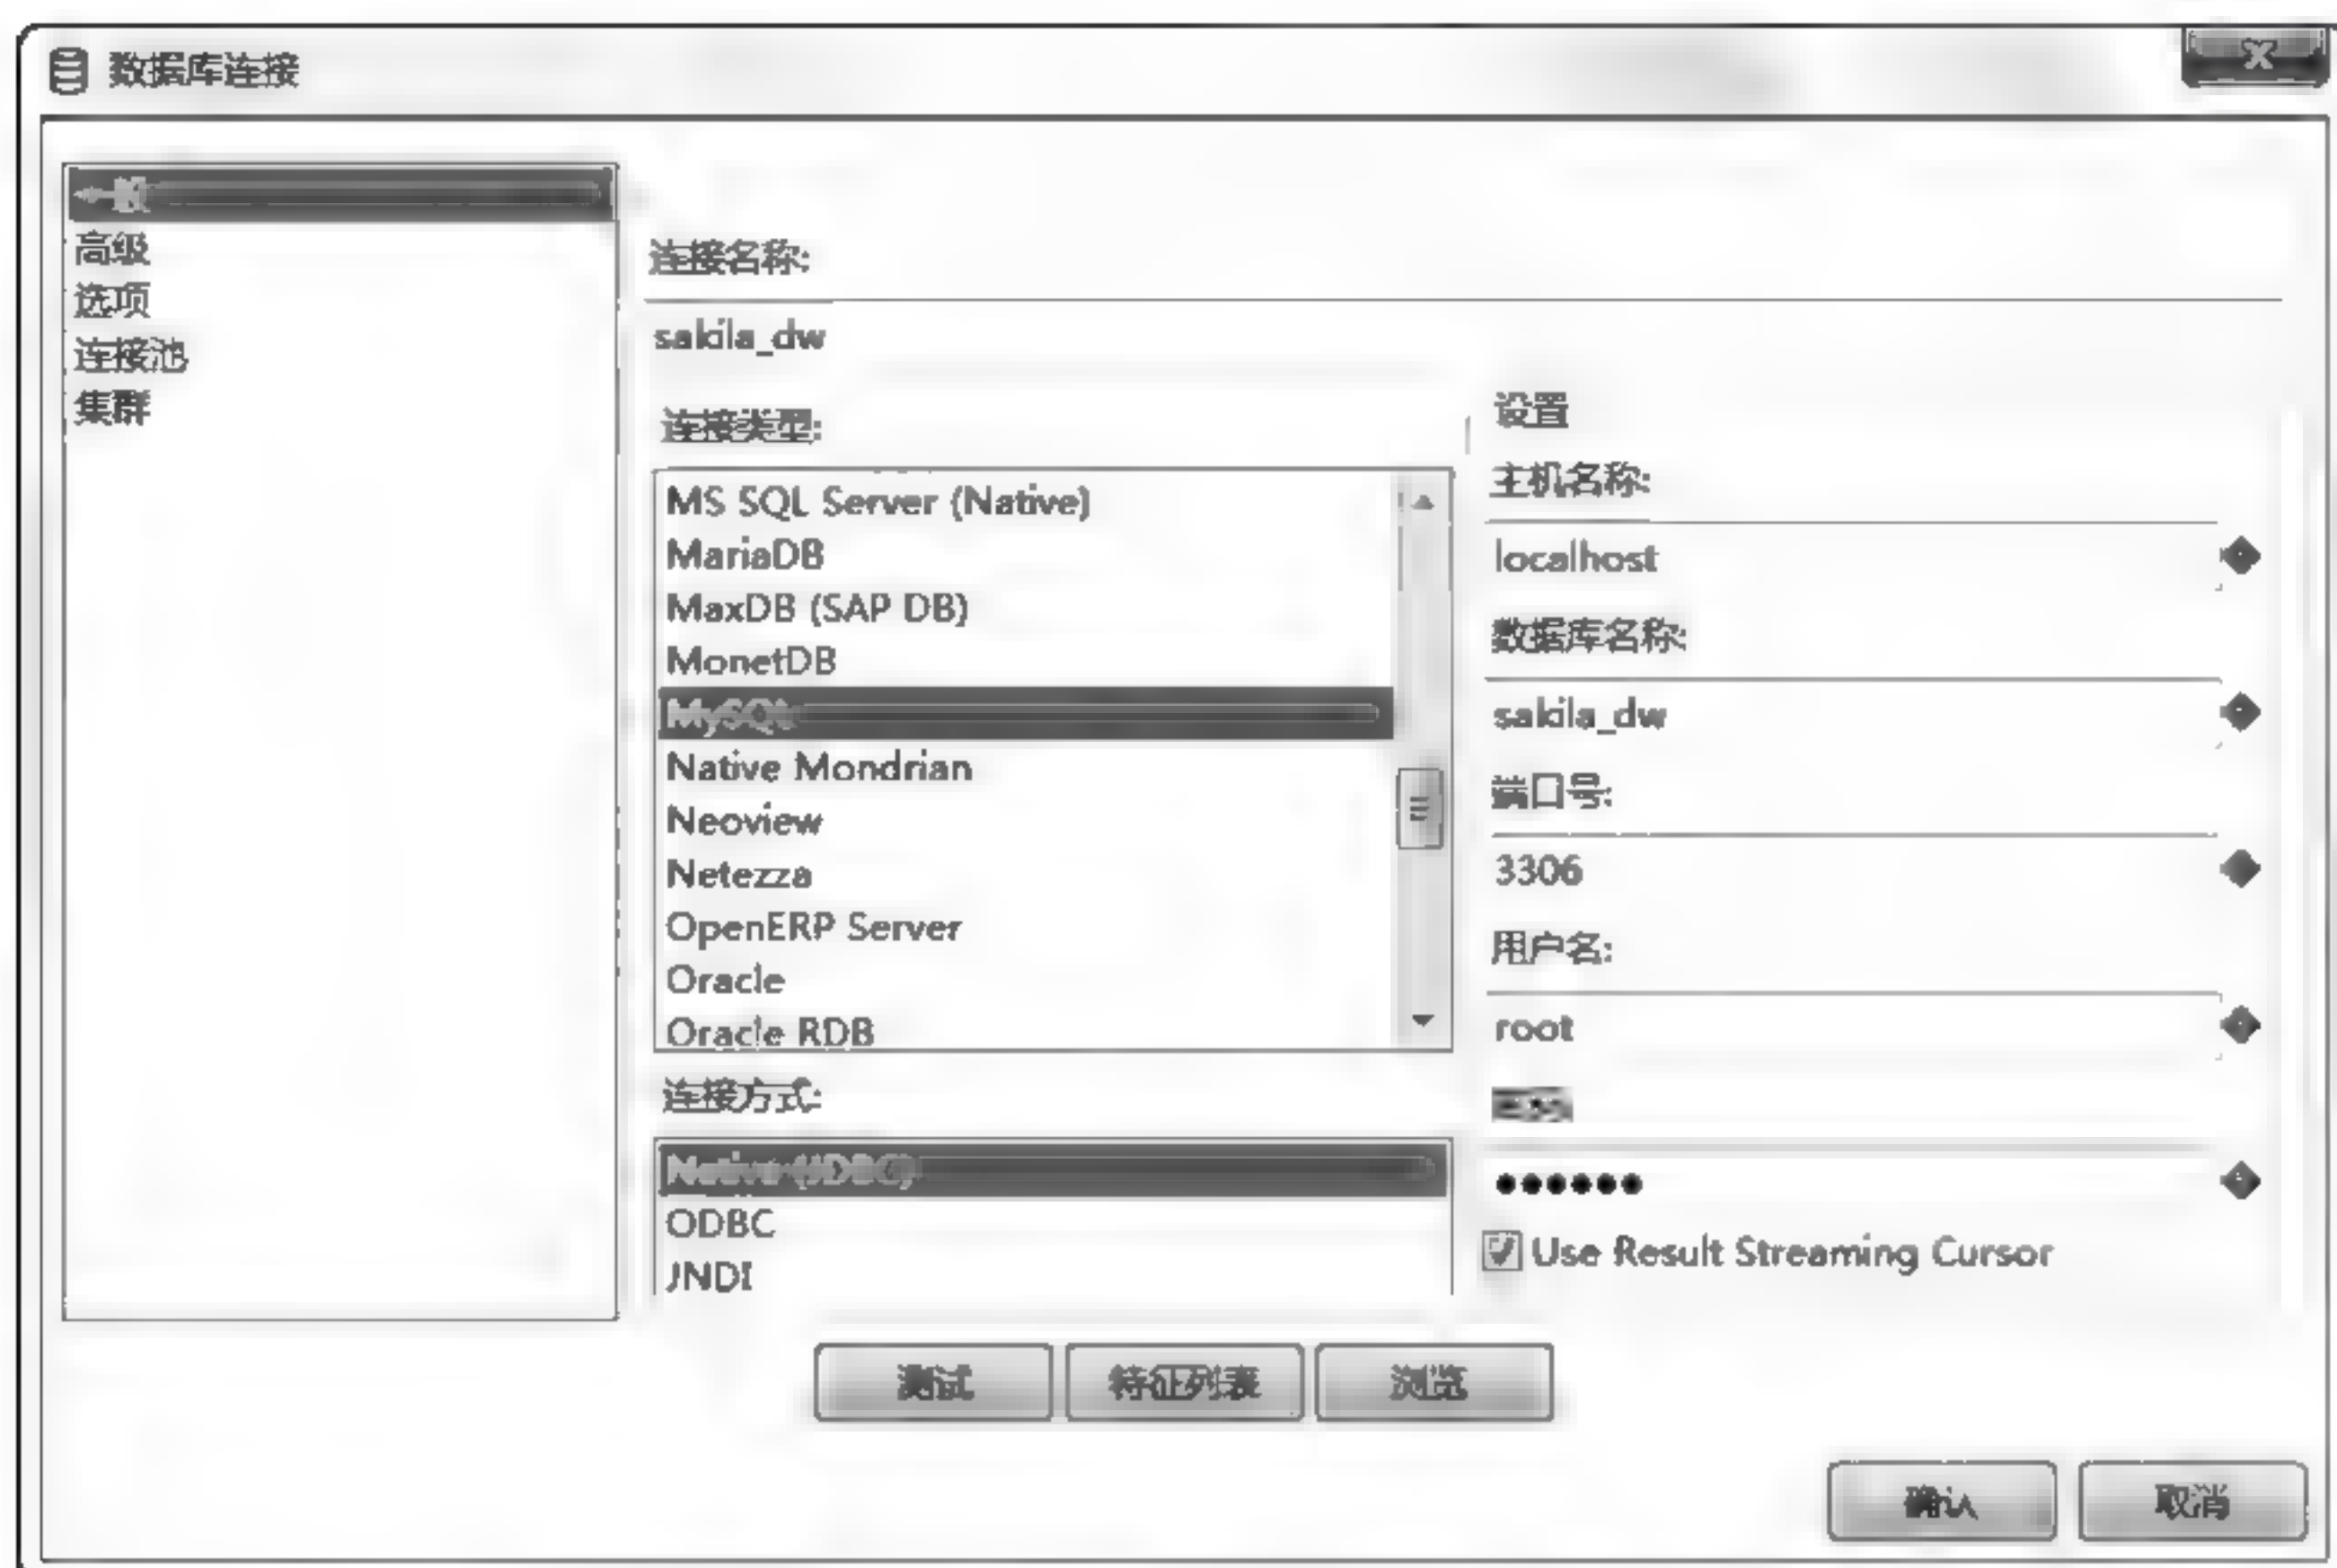 数据库连接
一般
高级
选项
连接池
集群
连接名称:
sakila_dw
连接类型:
MS SQL Server (Native)
MariaDB
MaxDB (SAP DB)
MonetDB
MySQL
Native Mondrian
Neoview
Netezza
OpenERP Server
Oracle
Oracle RDB
连接方式:
Native (JDBC)
ODBC
JNDI
设置
主机名称:
localhost
数据库名称:
sakila_dw
端口号:
3306
用户名:
root
●●●●●●
Use Result Streaming Cursor
测试
特征列表
浏览
确认
取消